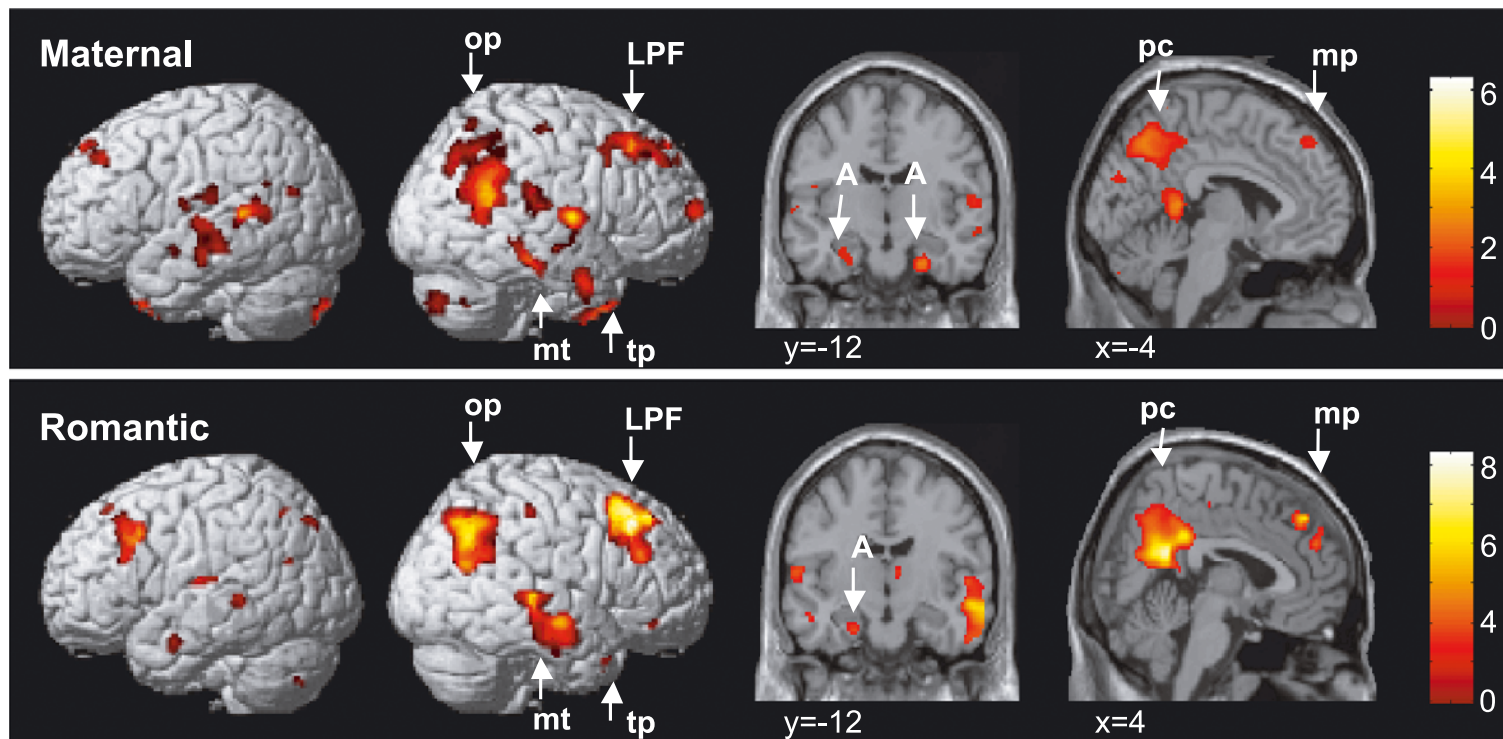 Maternal
op
LPF
mt
tp
A
A
y=-12
pc
mp
x=-4
6
4
2
0
Romantic
op
LPF
mt
tp
A
y=-12
pc
mp
x=4
8
6
4
2
0